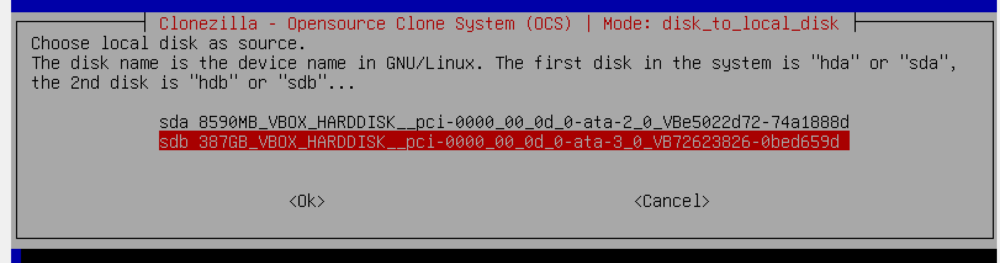 Clonezilla - Opensource Clone System (OCS) | Mode: disk_to_local_disk
Choose local disk as source.
The disk name is the device name in GNU/Linux. The first disk in the system is "hda" or "sda",
the 2nd disk is "hdb" or "sdb"...
sda 8590MB_VBOX_HARDDISK__pci-0000_00_0d_0-ata-2_0_VBe5022d72-74a1888d
sdb 387GB_VBOX_HARDDISK__pci-0000_00_0d_0-ata-3_0_VB72623826-0bed659d
<Ok> <Cancel>